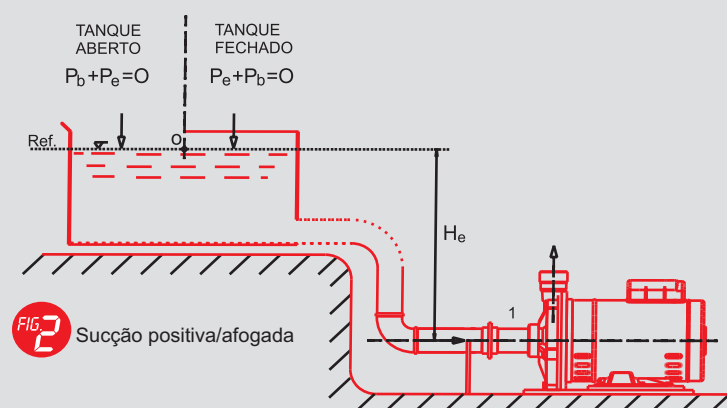 TANQUE
ABERTO
Pb+Pe=O
TANQUE
FECHADO
Pe+Pb=O
Ref.
O
He
1
FIG. 2
Sucção positiva/afogada